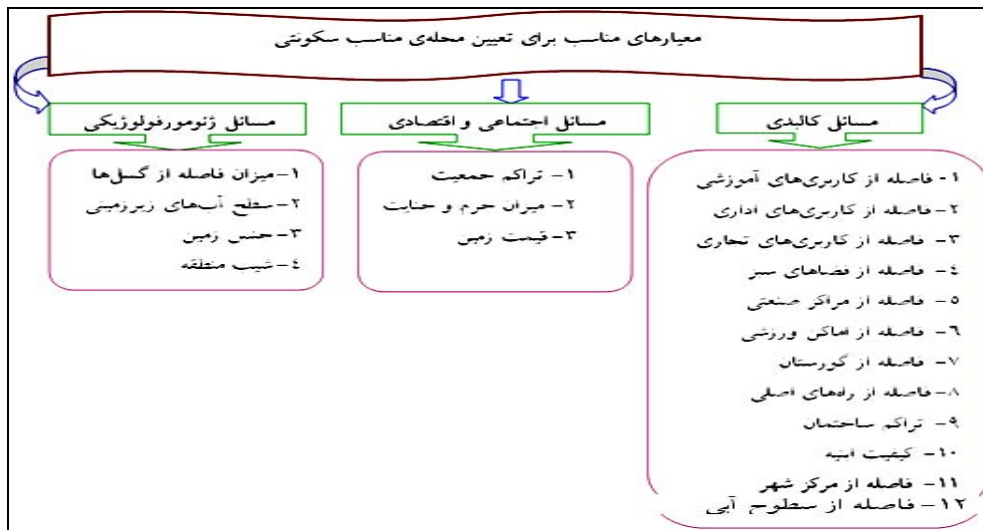 معیارهای مناسب برای تعیین محله‌ی مناسب سکونتی
مسائل کالبدی
۱- فاصله از کاربری‌های آموزشی
۲- فاصله از کاربری‌های اداری
۳- فاصله از کاربری‌های تجاری
٤- فاصله از فضاهای سبز
۵- فاصله از مراکز صنعتی
٦- فاصله از اماکن ورزشی
۷- فاصله از گورستان
۸- فاصله از راه‌های اصلی
۹- تراکم ساختمان
۱۰- کیفیت ابنیه
۱۱- فاصله از مرکز شهر
۱۲- فاصله از سطوح آبی
مسائل اجتماعی و اقتصادی
۱- تراکم جمعیت
۲- میزان جرم و جنایت
۳- قیمت زمین
مسائل ژئومورفولوژیکی
۱- میزان فاصله از گسل‌ها
۲- سطح آب‌های زیرزمینی
۳- جنس زمین
٤- شیب منطقه